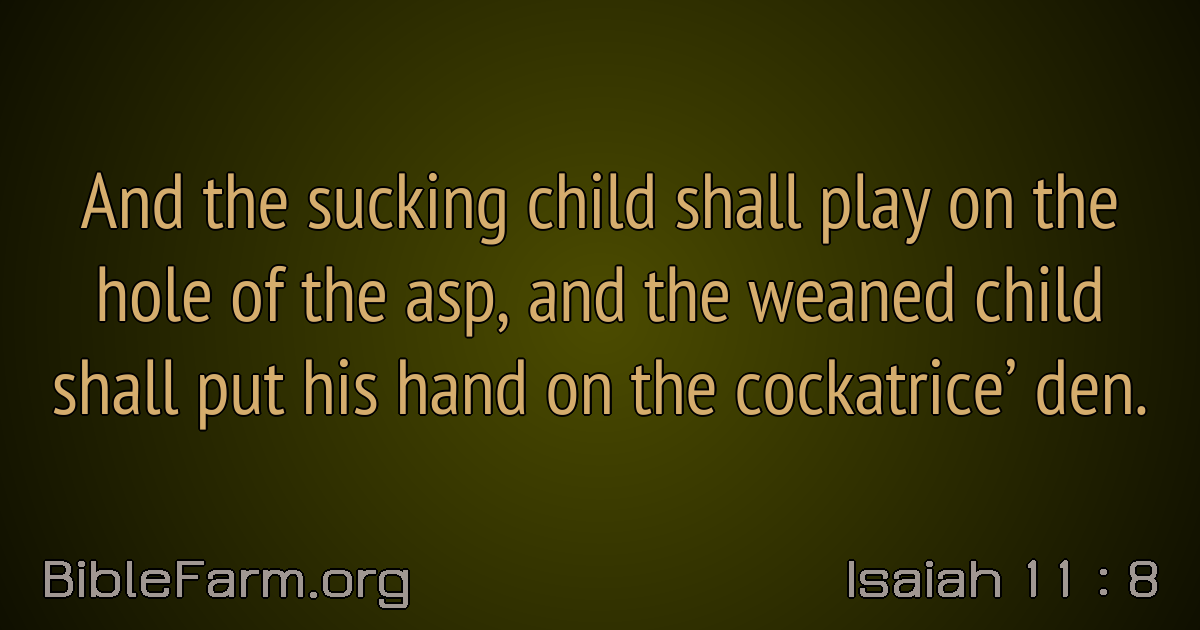 And the sucking child shall play on the
hole of the asp, and the weaned child
shall put his hand on the cockatrice’ den.
BibleFarm.org
Isaiah 11 : 8